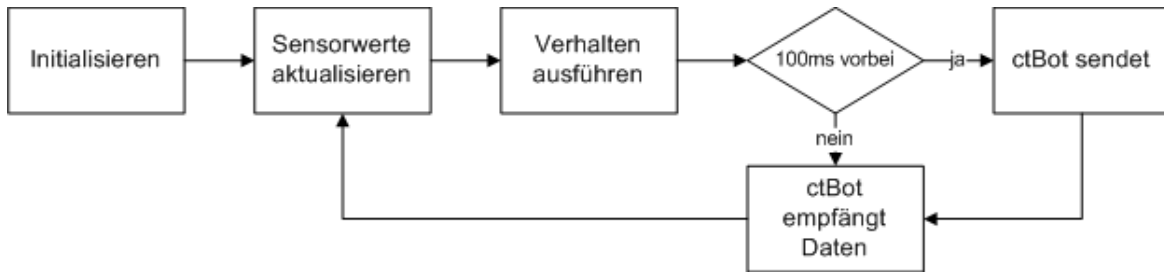 Initialisieren
Sensorwerte
aktualisieren
Verhalten
ausführen
100ms vorbei
ja
ctBot sendet
nein
ctBot
empfängt
Daten